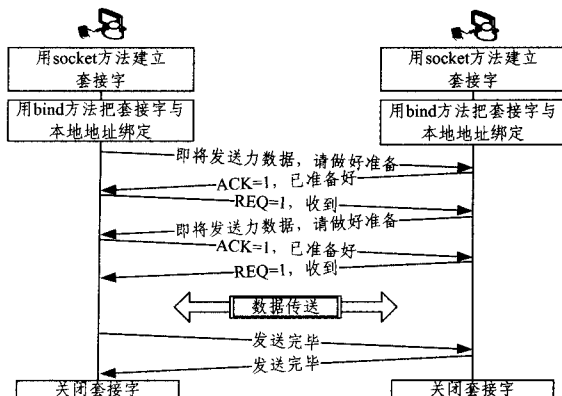 用socket方法建立
套接字
用socket方法建立
套接字
用bind方法把套接字与
本地地址绑定
用bind方法把套接字与
本地地址绑定
即将发送力数据，请做好准备
ACK=1，已准备好
REQ=1，收到
即将发送力数据，请做好准备
ACK=1，已准备好
REQ=1，收到
数据传送
发送完毕
发送完毕
关闭套接字
关闭套接字